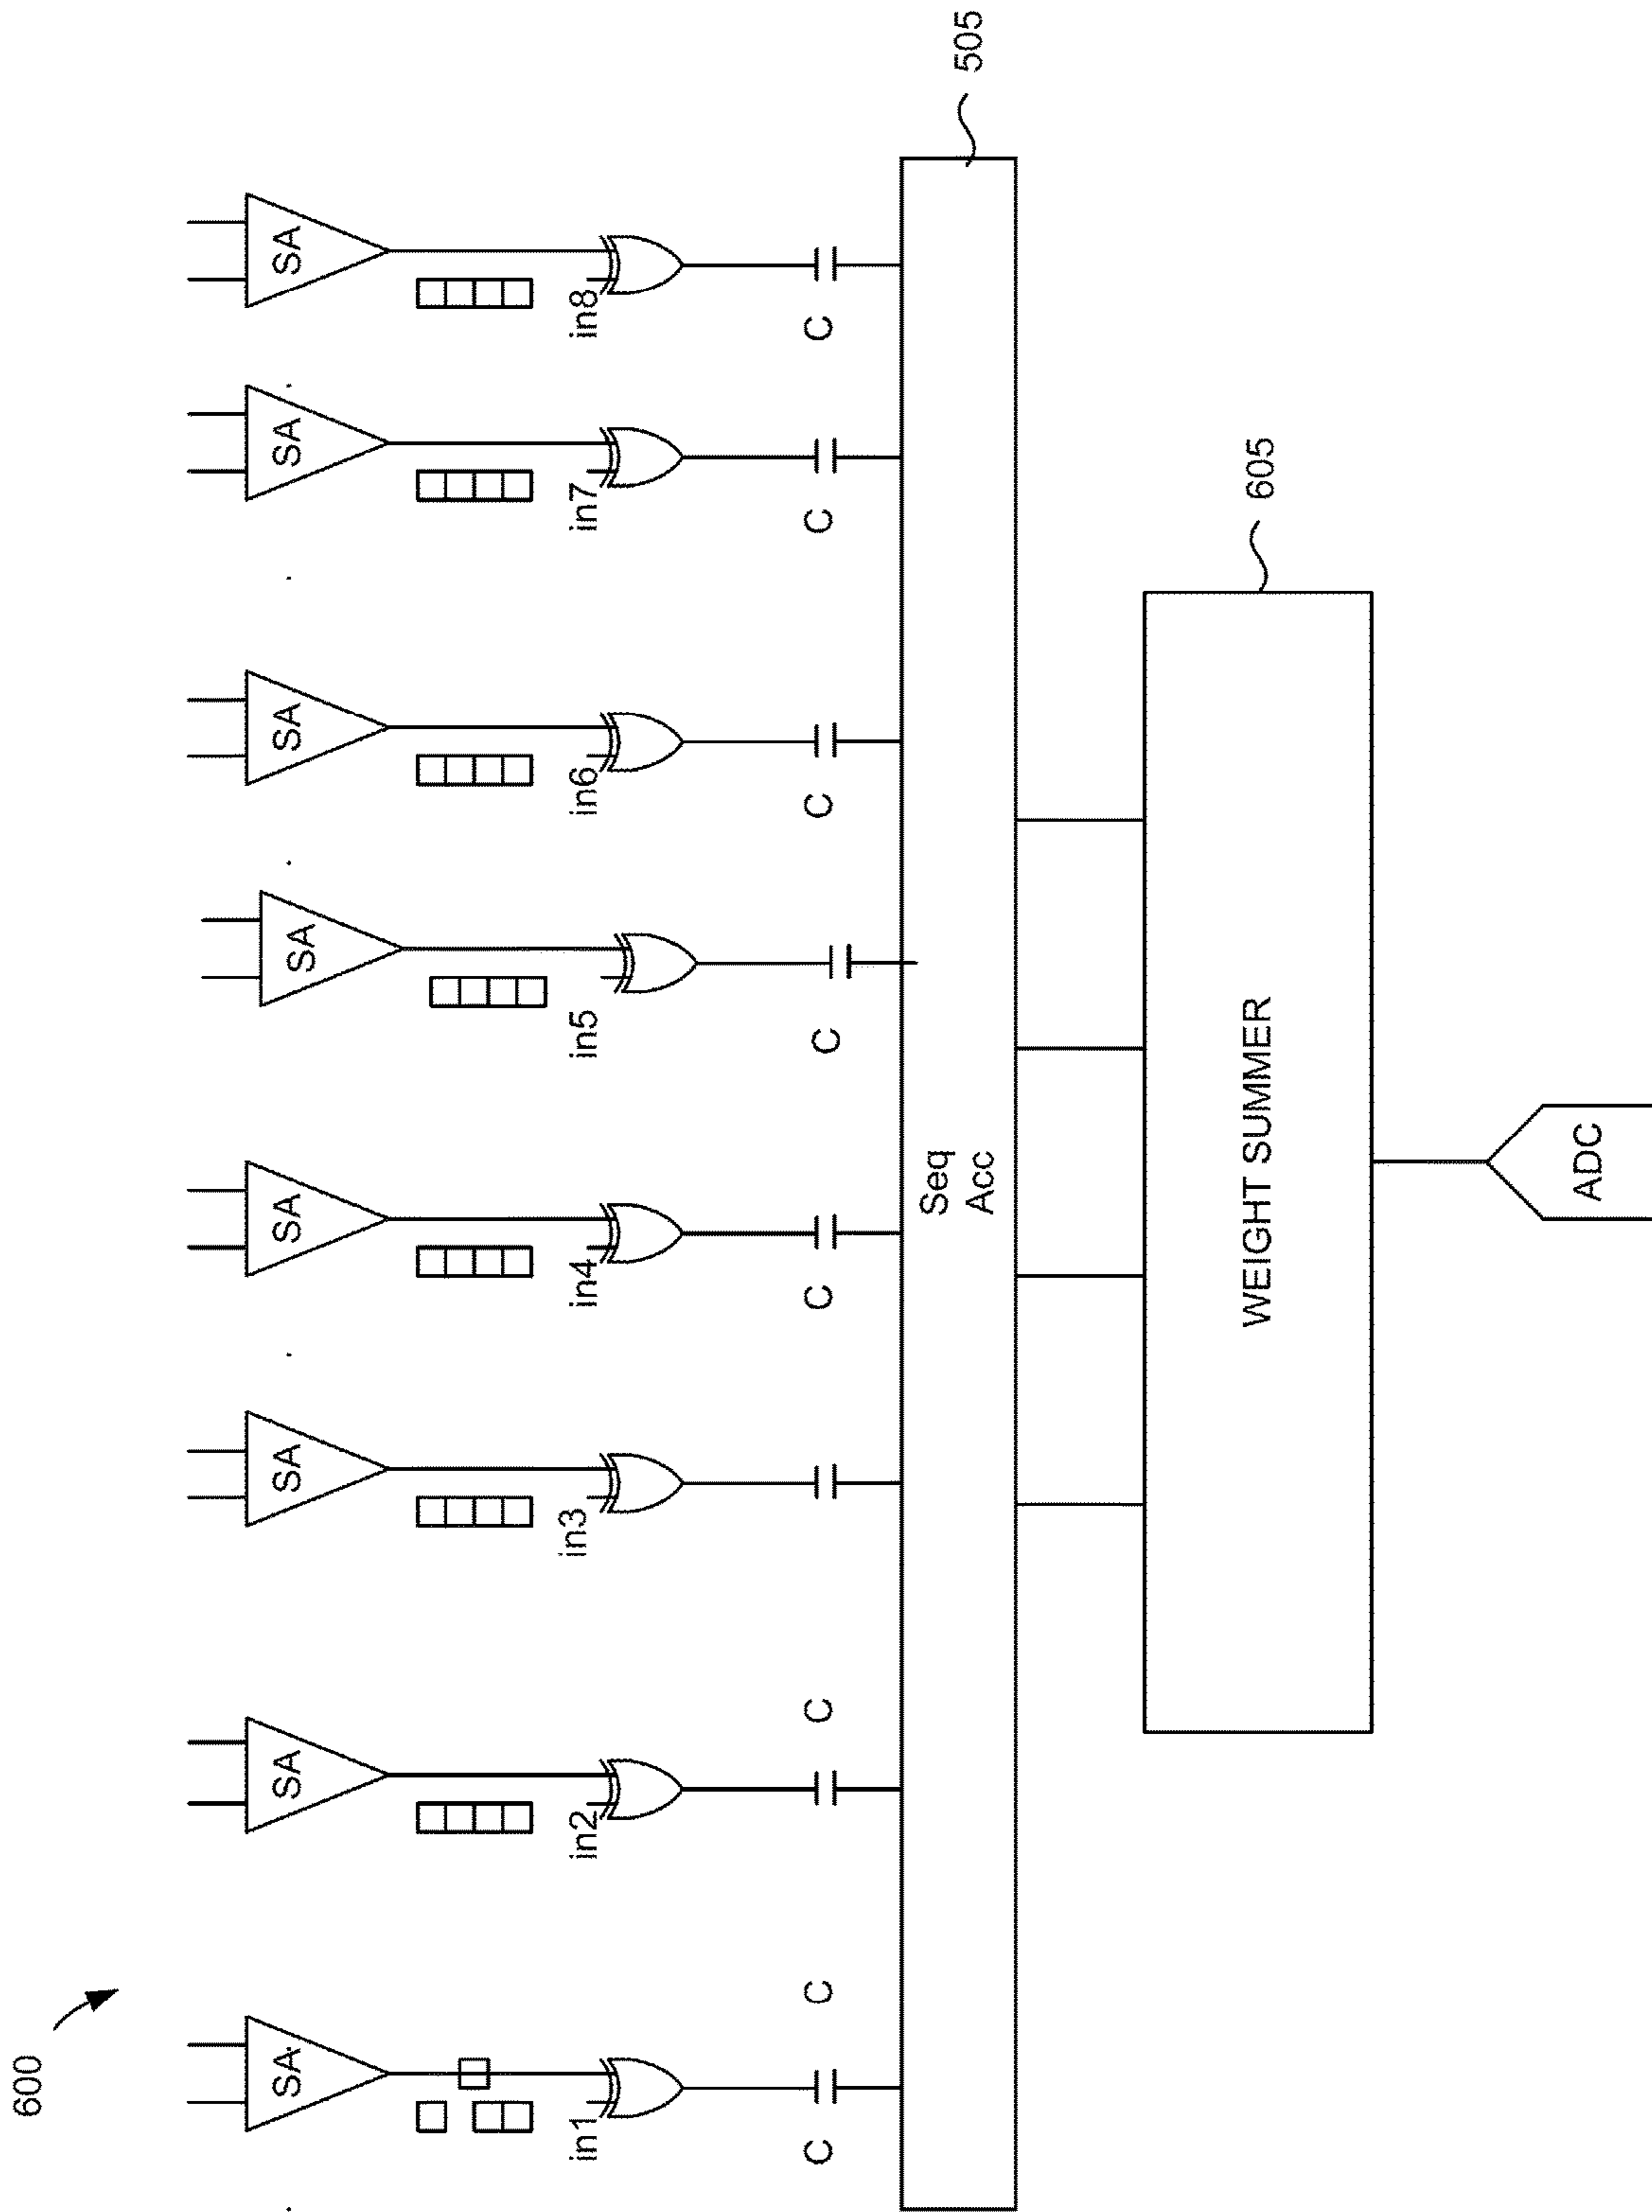 600
SA
SA
SA
SA
SA
SA
SA
SA
in1
in2
in3
in4
in5
in6
in7
in8
C
C
C
C
C
C
C
C
Seq
Acc
505
WEIGHT SUMMER
605
ADC